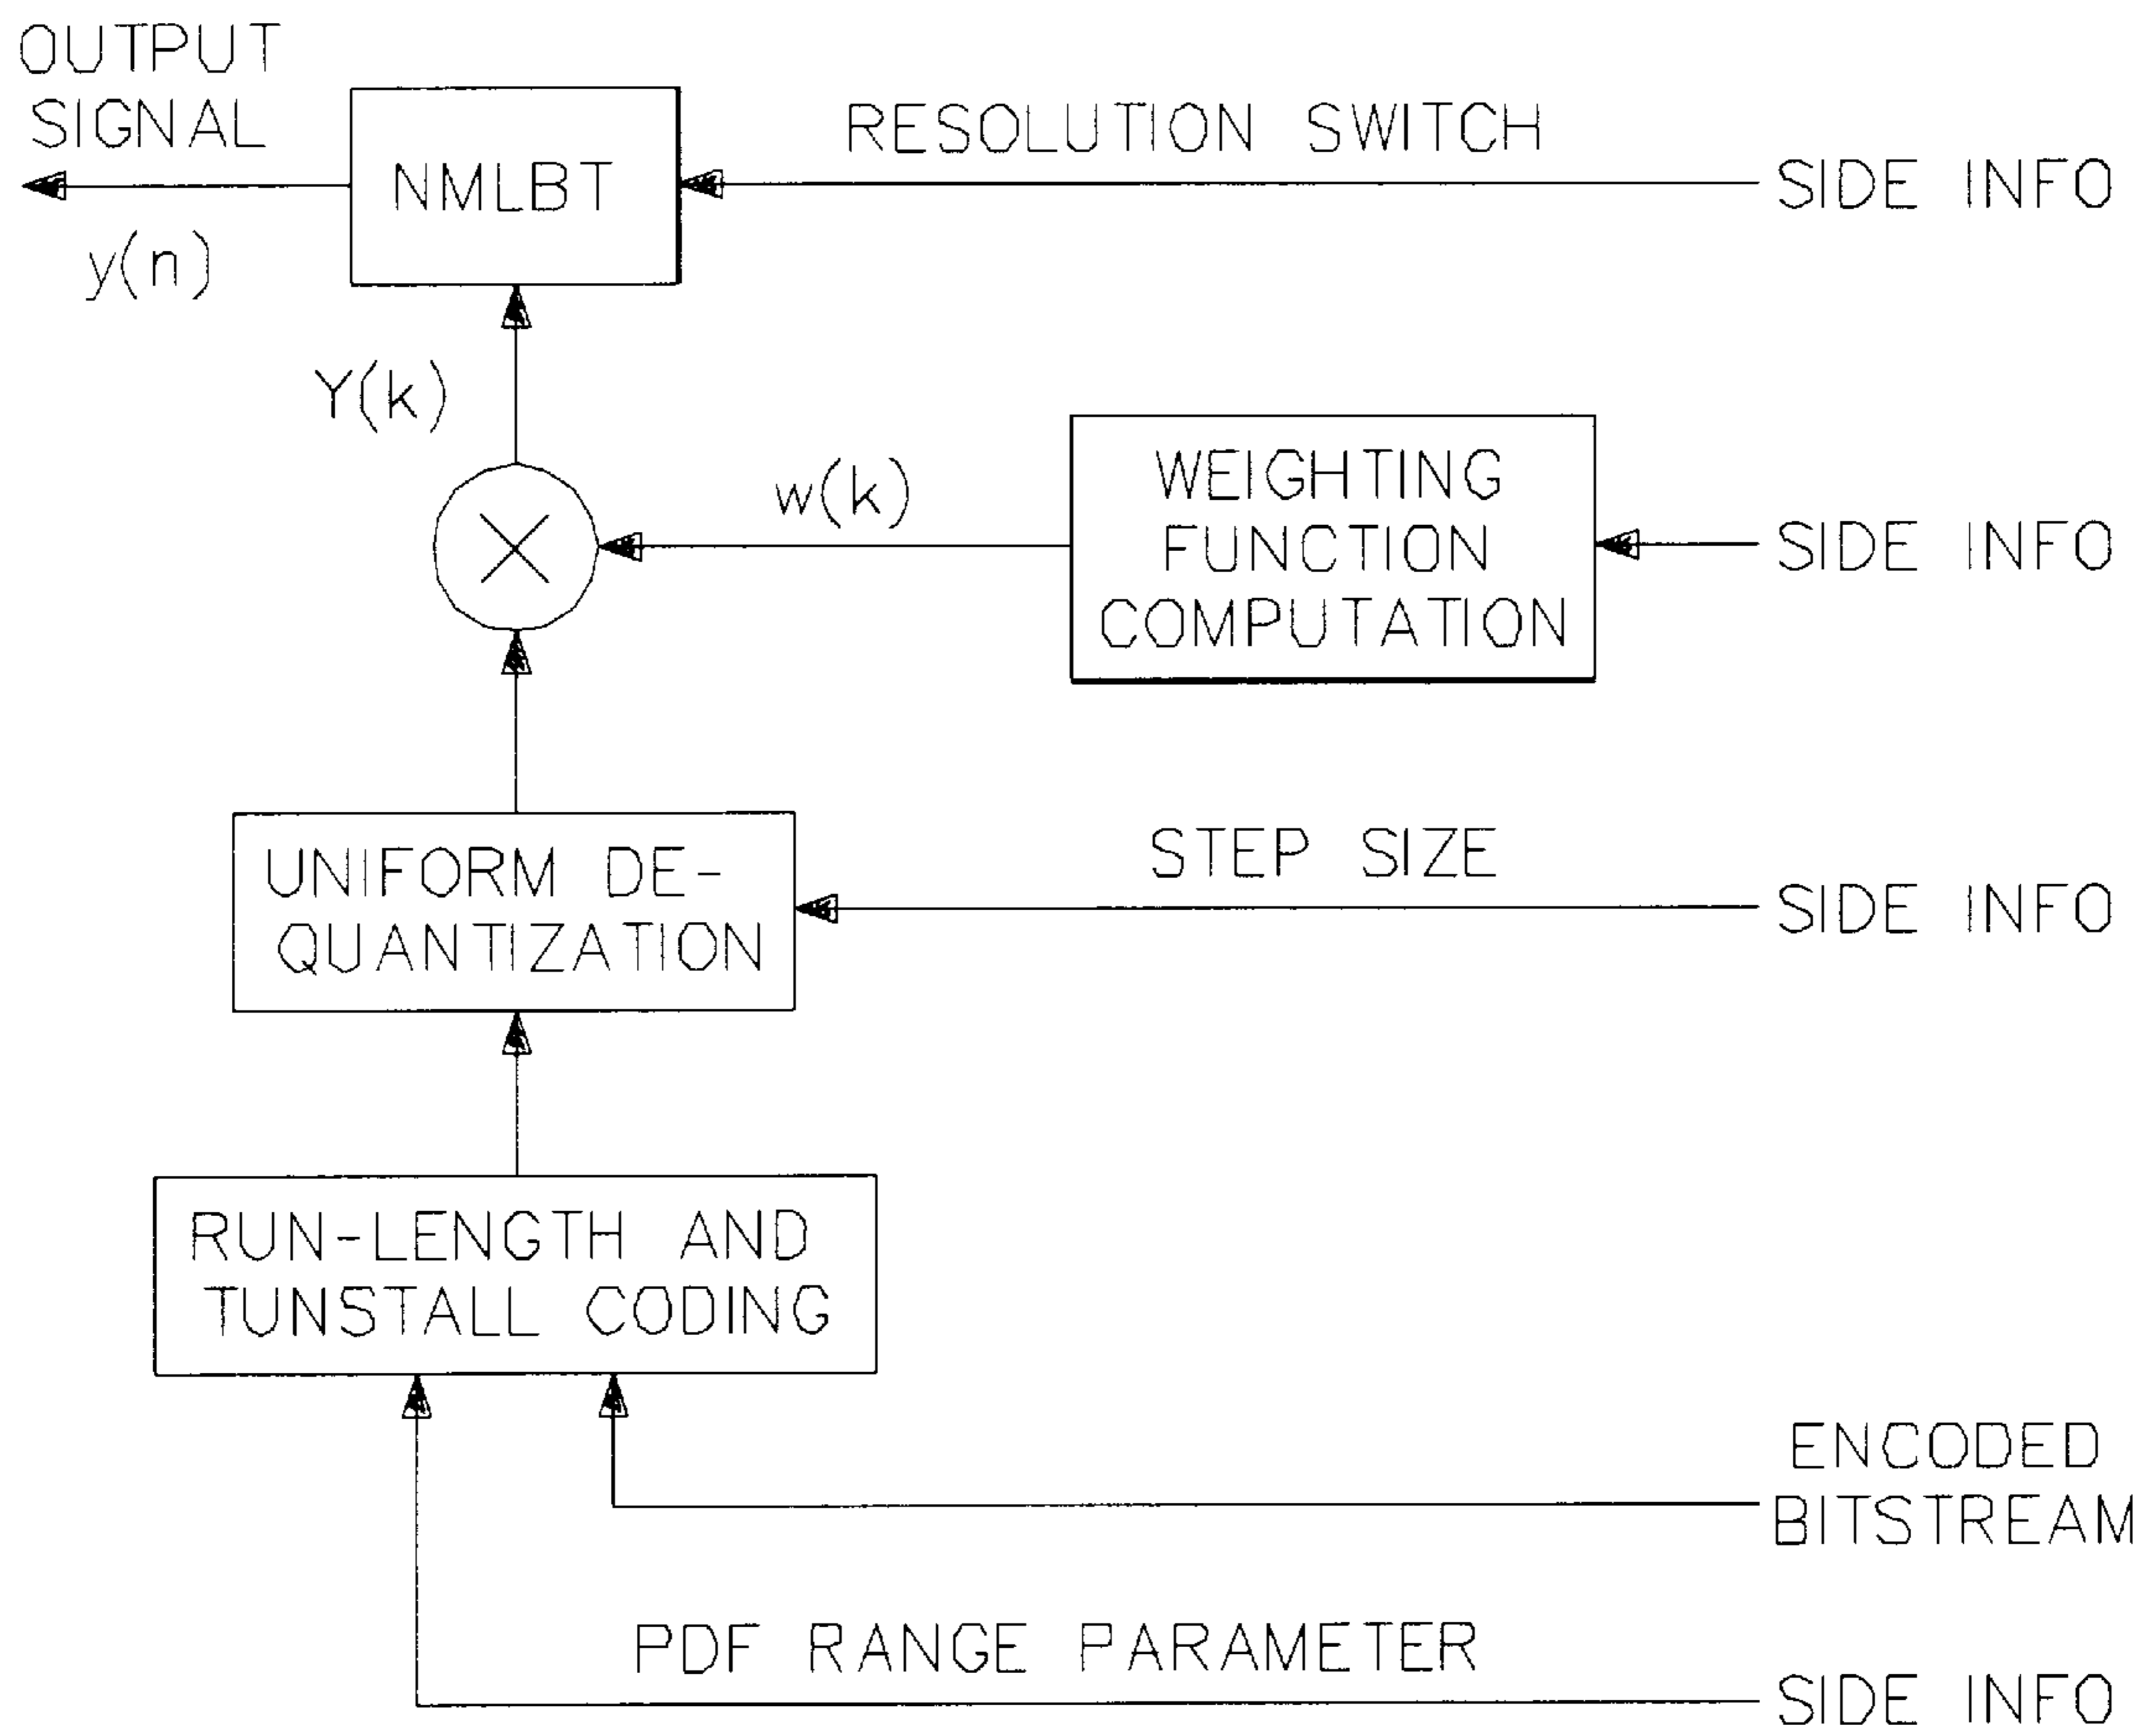 OUTPUT
SIGNAL
y(n)
NMLBT
RESOLUTION SWITCH
SIDE INFO
Y(k)
w(k)
WEIGHTING
FUNCTION
COMPUTATION
SIDE INFO
UNIFORM DE-
QUANTIZATION
STEP SIZE
SIDE INFO
RUN-LENGTH AND
TUNSTALL CODING
ENCODED
BITSTREAM
PDF RANGE PARAMETER
SIDE INFO